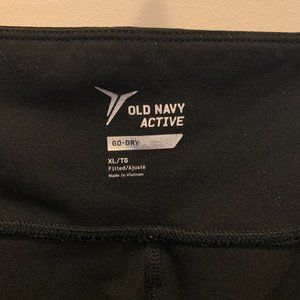 OLD NAVY
ACTIVE
GO-DRY
XL/TG
Fitted/Ajusté
Made in Vietnam